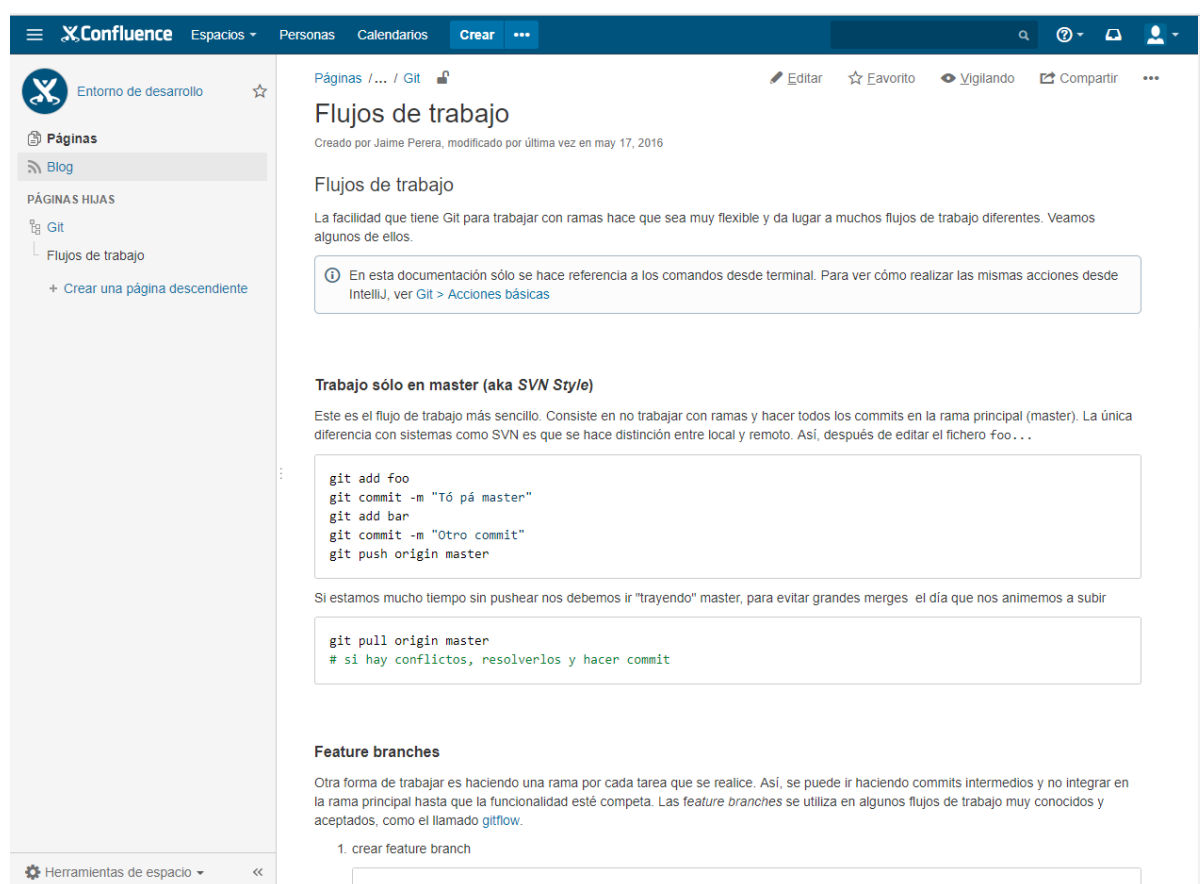 Confluence Espacios Personas Calendarios Crear
Entorno de desarrollo
Páginas
Blog
PÁGINAS HIJAS
Git
Flujos de trabajo
+ Crear una página descendiente
Herramientas de espacio
Páginas /... / Git Editar Favorito Vigilando Compartir
Flujos de trabajo
Creado por Jaime Perera, modificado por última vez en may 17, 2016
Flujos de trabajo
La facilidad que tiene Git para trabajar con ramas hace que sea muy flexible y da lugar a muchos flujos de trabajo diferentes. Veamos
algunos de ellos.
En esta documentación sólo se hace referencia a los comandos desde terminal. Para ver cómo realizar las mismas acciones desde
IntelliJ, ver Git > Acciones básicas
Trabajo sólo en master (aka SVN Style)
Este es el flujo de trabajo más sencillo. Consiste en no trabajar con ramas y hacer todos los commits en la rama principal (master). La única
diferencia con sistemas como SVN es que se hace distinción entre local y remoto. Así, después de editar el fichero foo...
git add foo
git commit -m "Tó pá master"
git add bar
git commit -m "Otro commit"
git push origin master
Si estamos mucho tiempo sin pushear nos debemos ir "trayendo" master, para evitar grandes merges el día que nos animemos a subir
git pull origin master
# si hay conflictos, resolverlos y hacer commit
Feature branches
Otra forma de trabajar es haciendo una rama por cada tarea que se realice. Así, se puede ir haciendo commits intermedios y no integrar en
la rama principal hasta que la funcionalidad esté competa. Las feature branches se utiliza en algunos flujos de trabajo muy conocidos y
aceptados, como el llamado gitflow.
1. crear feature branch